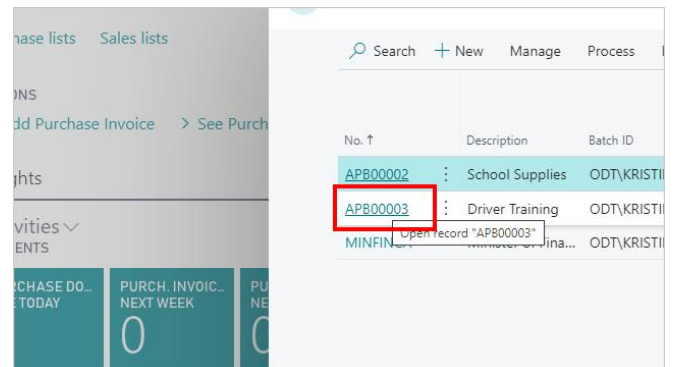 hase lists Sales lists
ONS
dd Purchase Invoice > See Purch
ghts
vities
ENTS
RCHASE DO... PURCH. INVOIC... PU
TODAY NEXT WEEK NE
0
Search + New Manage Process
No. ↑ Description Batch ID
APB00002 School Supplies ODT\KRISTI
APB00003 Driver Training ODT\KRISTI
Open record "APB00003"
ODT\KRISTI